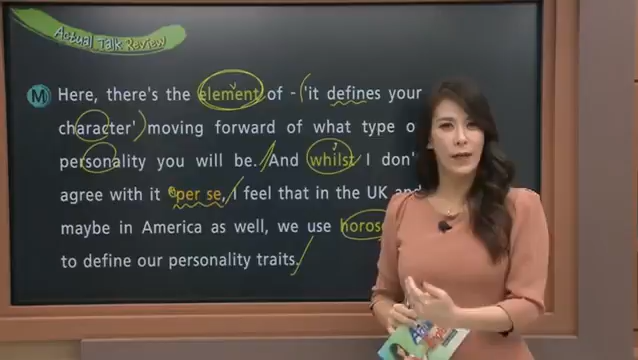 Actual Talk Review
M Here, there's the element of - ('it defines your
character') moving forward of what type o
personality you will be. And whilst I don'
agree with it per se, I feel that in the UK and
maybe in America as well, we use horos
to define our personality traits.